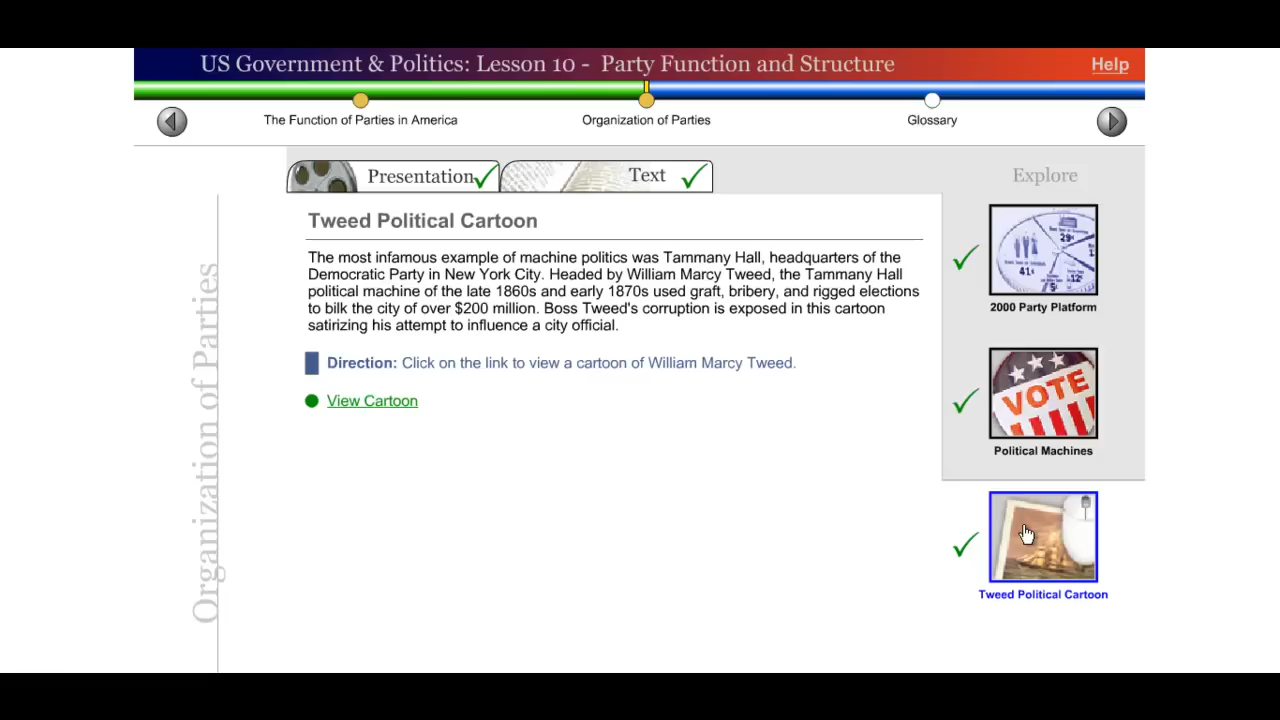 US Government & Politics: Lesson 10 - Party Function and Structure
Help
The Function of Parties in America
Organization of Parties
Glossary
Presentation
Text
Explore
Organization of Parties
Tweed Political Cartoon
The most infamous example of machine politics was Tammany Hall, headquarters of the
Democratic Party in New York City. Headed by William Marcy Tweed, the Tammany Hall
political machine of the late 1860s and early 1870s used graft, bribery, and rigged elections
to bilk the city of over $200 million. Boss Tweed's corruption is exposed in this cartoon
satirizing his attempt to influence a city official.
Direction: Click on the link to view a cartoon of William Marcy Tweed.
View Cartoon
29¢
41¢
12¢
5¢
2000 Party Platform
VOTE
Political Machines
Tweed Political Cartoon